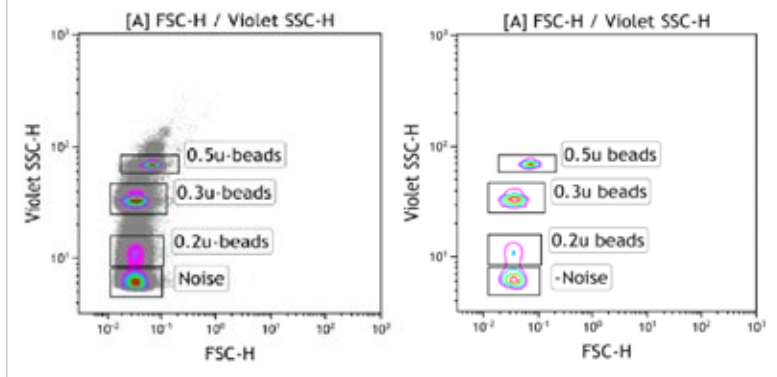 [A] FSC-H / Violet SSC-H
10³
10²
10¹
Violet SSC-H
0.5u-beads
0.3u-beads
0.2u-beads
Noise
10⁻² 10⁻¹ 10⁰ 10¹ 10² 10³
FSC-H
[A] FSC-H / Violet SSC-H
10³
10²
10¹
Violet SSC-H
0.5u beads
0.3u beads
0.2u beads
-Noise
10⁻² 10⁻¹ 10⁰ 10¹ 10² 10³
FSC-H